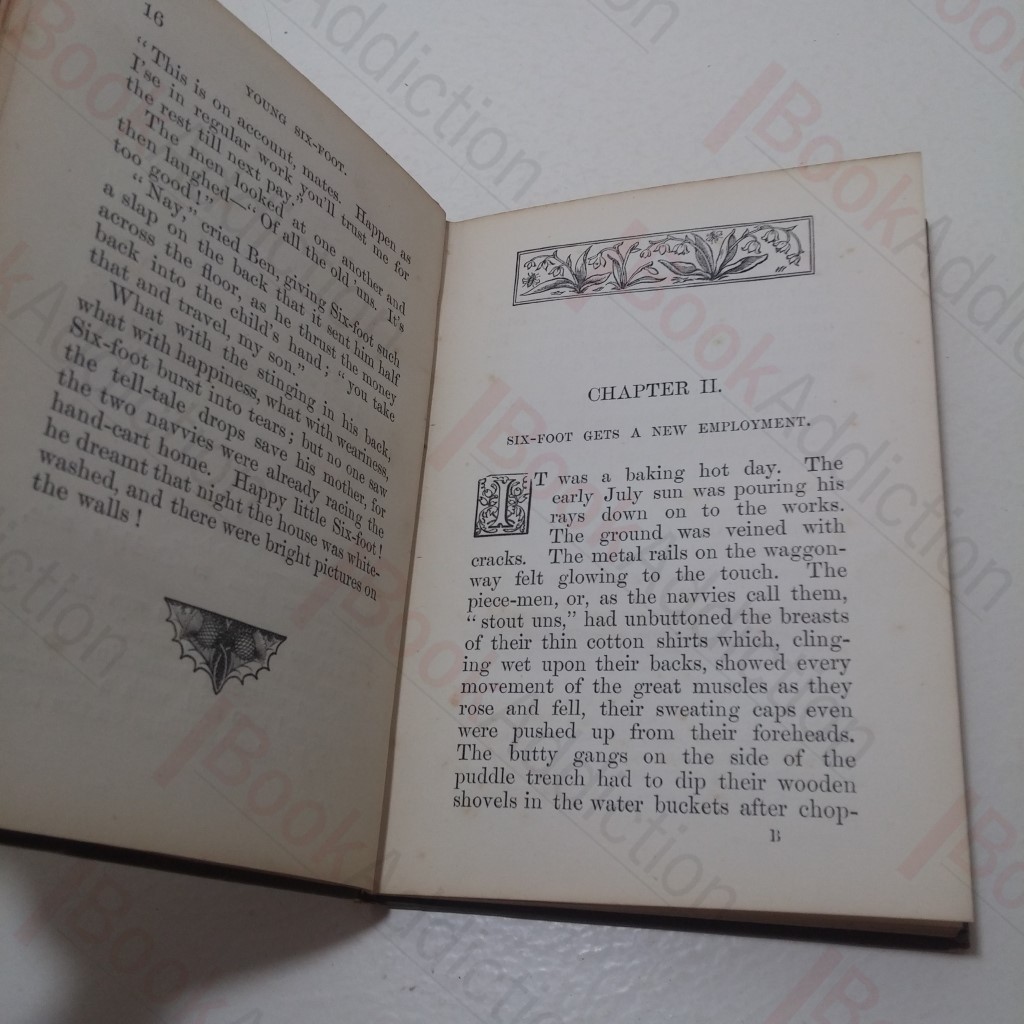 16
YOUNG SIX-FOOT.
“This is on account, mates. Happen as
I'se in regular work you'll trust me for
the rest till next pay.”
The men looked at one another and
then laughed—“Of all the old 'uns. It's
too good!”
“Nay,” cried Ben, giving Six-foot such
a slap on the back that it sent him half
across the floor, as he thrust the money
back into the child's hand; “you take
that and travel, my son.”
What with the stinging in his back,
what with happiness, what with weariness,
Six-foot burst into tears; but no one saw
the tell-tale drops save his mother, for
the two navvies were already racing the
hand-cart home. Happy little Six-foot!
he dreamt that night the house was white-
washed, and there were bright pictures on
the walls!
CHAPTER II.
SIX-FOOT GETS A NEW EMPLOYMENT.
IT was a baking hot day. The
early July sun was pouring his
rays down on to the works.
The ground was veined with
cracks. The metal rails on the waggon-
way felt glowing to the touch. The
piece-men, or, as the navvies call them,
“stout uns,” had unbuttoned the breasts
of their thin cotton shirts which, cling-
ing wet upon their backs, showed every
movement of the great muscles as they
rose and fell, their sweating caps even
were pushed up from their foreheads.
The butty gangs on the side of the
puddle trench had to dip their wooden
shovels in the water buckets after chop-
B
BookAddiction